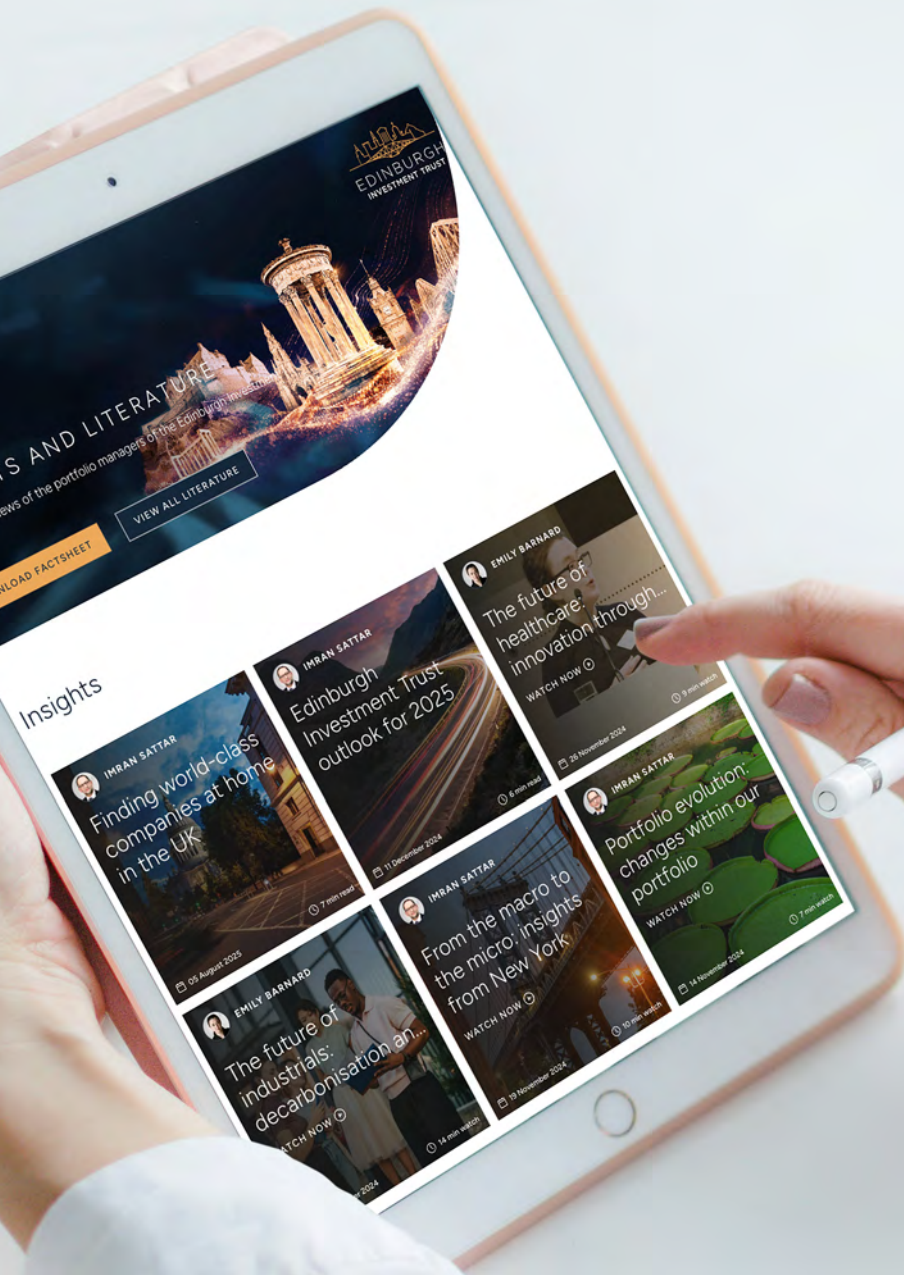 EDINBURGH
INVESTMENT TRUST
AND LITERATURE
of the portfolio managers of the Edinburgh
FACTSHEET
VIEW ALL LITERATURE
Insights
IMRAN SATTAR
Finding world-class
companies at home
in the UK
05 August 2025
7 min read
IMRAN SATTAR
Edinburgh
Investment Trust
outlook for 2025
11 December 2024
6 min read
EMILY BARNARD
The future of
healthcare:
innovation through...
WATCH NOW
26 November 2024
9 min watch
EMILY BARNARD
The future of
industrials:
decarbonisation an...
WATCH NOW
2024
14 min watch
IMRAN SATTAR
From the macro to
the micro: insights
from New York
WATCH NOW
19 November 2024
10 min watch
IMRAN SATTAR
Portfolio evolution:
changes within our
portfolio
WATCH NOW
14 November 2024
7 min watch